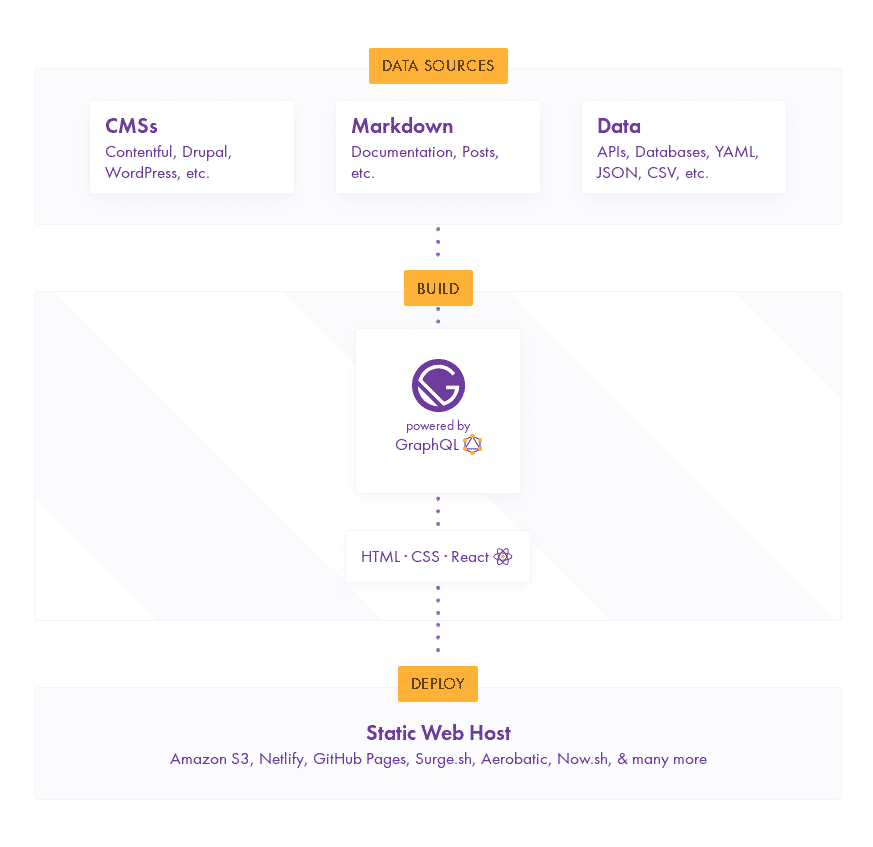 DATA SOURCES
CMSs
Contentful, Drupal,
WordPress, etc.
Markdown
Documentation, Posts,
etc.
Data
APIs, Databases, YAML,
JSON, CSV, etc.
BUILD
powered by
GraphQL
HTML · CSS · React
DEPLOY
Static Web Host
Amazon S3, Netlify, GitHub Pages, Surge.sh, Aerobatic, Now.sh, & many more